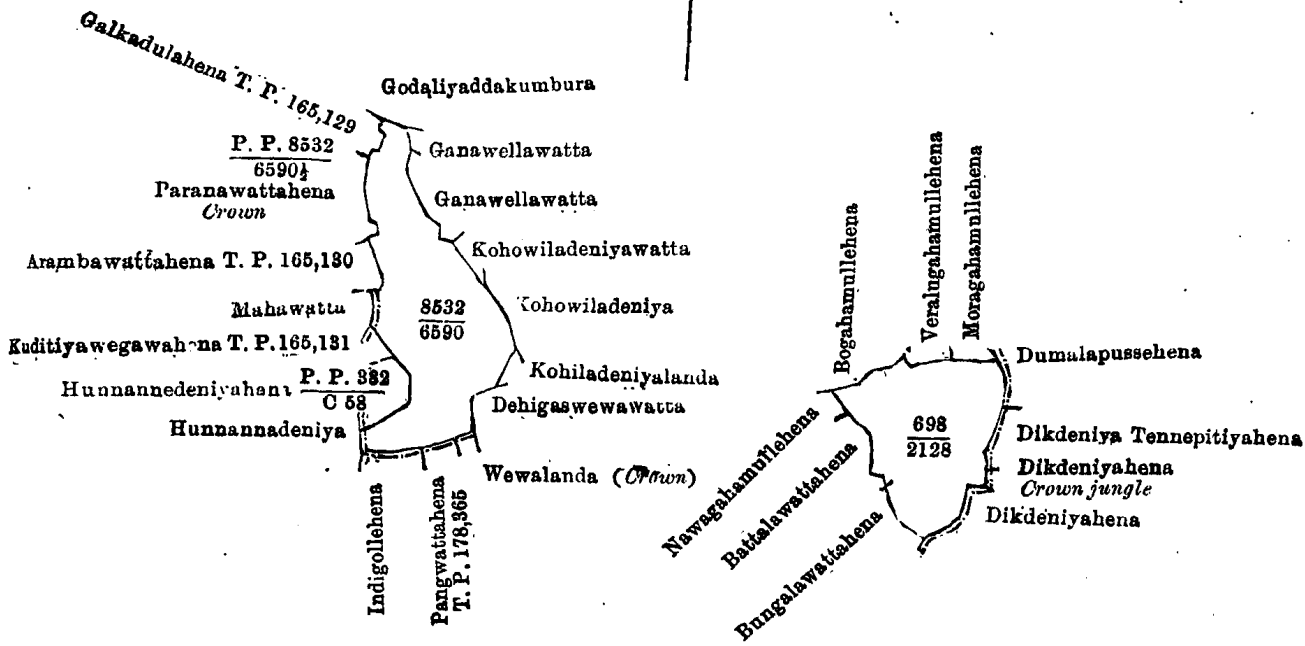 Galkadulahena T. P. 165,129
Godaliyaddakumbura
P. P. 8532
6590½
Paranawattahena
Crown
Ganawellawatta
Ganawellawatta
Arambawattahena T. P. 165,130
Kohowiladeniyawatta
Mahawatta
8532
6590
Kohowiladeniya
Kuditiyawegawahena T. P. 165,131
Hunnannedeniyahena P. P. 382
C 58
Kohiladeniyalanda
Dehigaswewawatta
Hunnannadeniya
Wewalanda (Crown)
Indigollehena
Pangwattahena
T. P. 178,365
Bogahamullehena
Veralugahamullehena
Moragahamullehena
Dumalapussehena
698
2128
Dikdeniya Tennepitiyahena
Dikdeniyahena
Crown jungle
Dikdeniyahena
Nawagahamullehena
Battalawattahena
Bungalawattahena